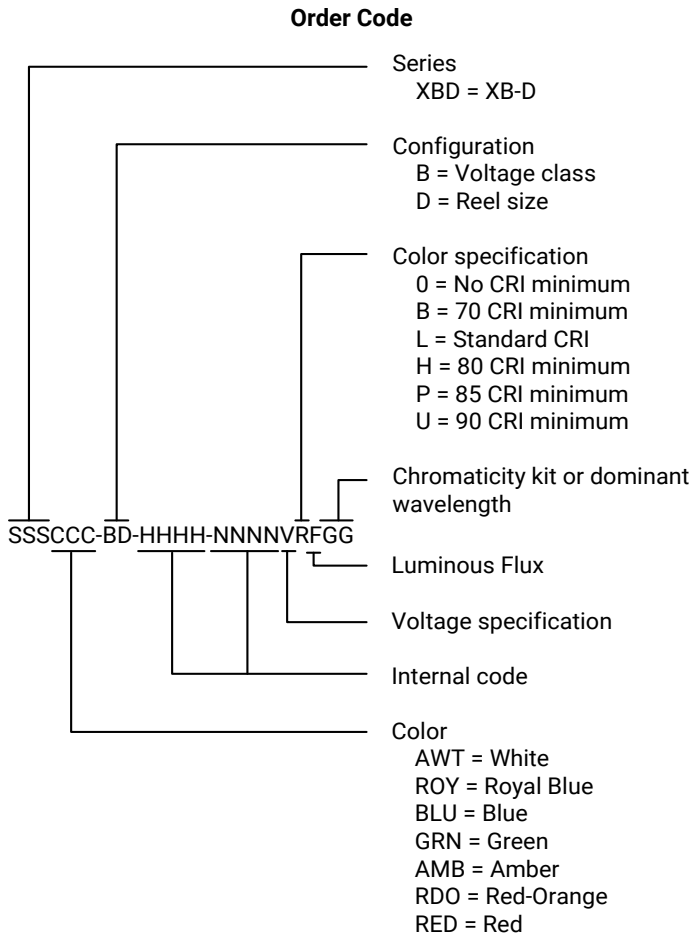 Order Code
Series
XBD = XB-D
Configuration
B = Voltage class
D = Reel size
Color specification
0 = No CRI minimum
B = 70 CRI minimum
L = Standard CRI
H = 80 CRI minimum
P = 85 CRI minimum
U = 90 CRI minimum
Chromaticity kit or dominant
wavelength
SSSCCC-BD-HHHH-NNNNVRFGG
Luminous Flux
Voltage specification
Internal code
Color
AWT = White
ROY = Royal Blue
BLU = Blue
GRN = Green
AMB = Amber
RDO = Red-Orange
RED = Red